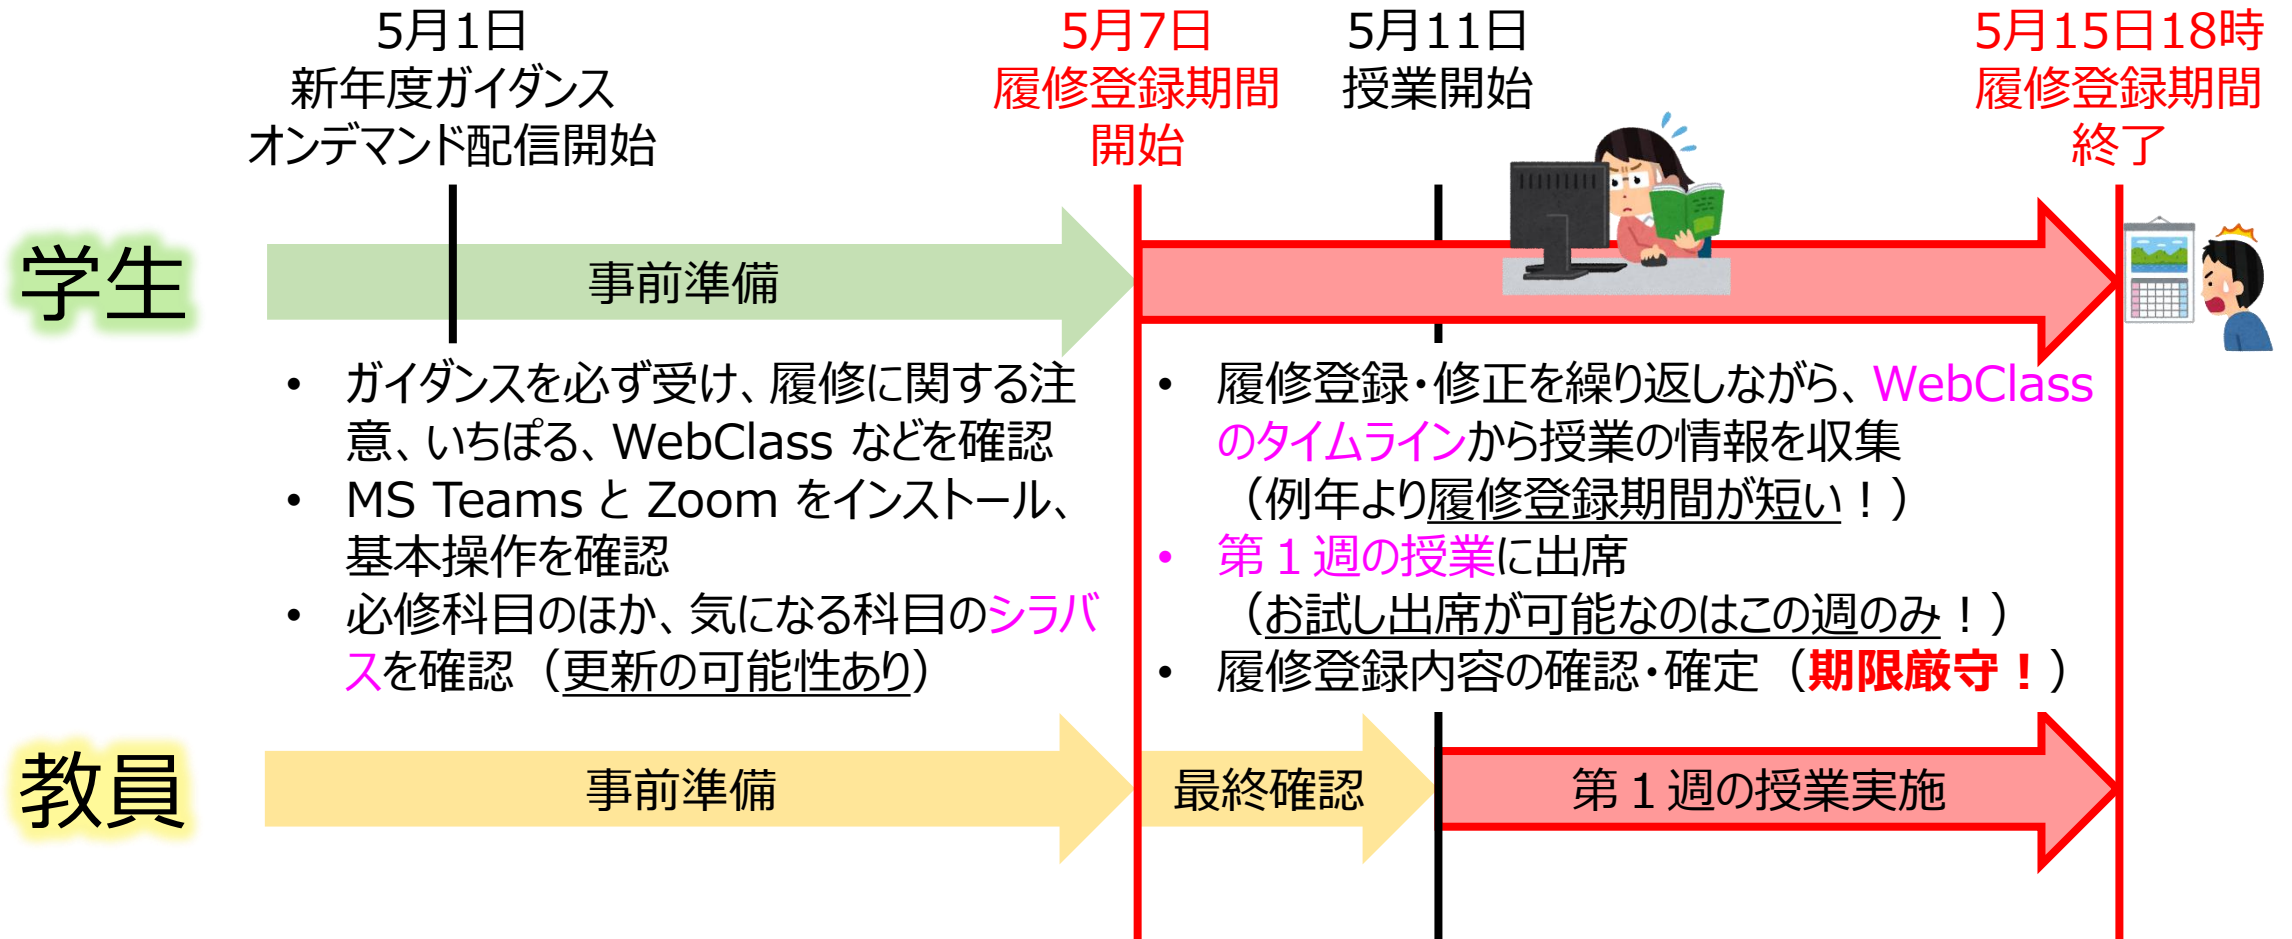 5月1日
新年度ガイダンス
オンデマンド配信開始
5月7日
履修登録期間
開始
5月11日
授業開始
5月15日18時
履修登録期間
終了
学生
事前準備
• ガイダンスを必ず受け、履修に関する注
意、いちぽる、WebClass などを確認
• MS Teams と Zoom をインストール、
基本操作を確認
• 必修科目のほか、気になる科目のシラバ
スを確認（更新の可能性あり）
• 履修登録・修正を繰り返しながら、WebClass
のタイムラインから授業の情報を収集
（例年より履修登録期間が短い！）
• 第１週の授業に出席
（お試し出席が可能なのはこの週のみ！）
• 履修登録内容の確認・確定（期限厳守！）
教員
事前準備
最終確認
第１週の授業実施